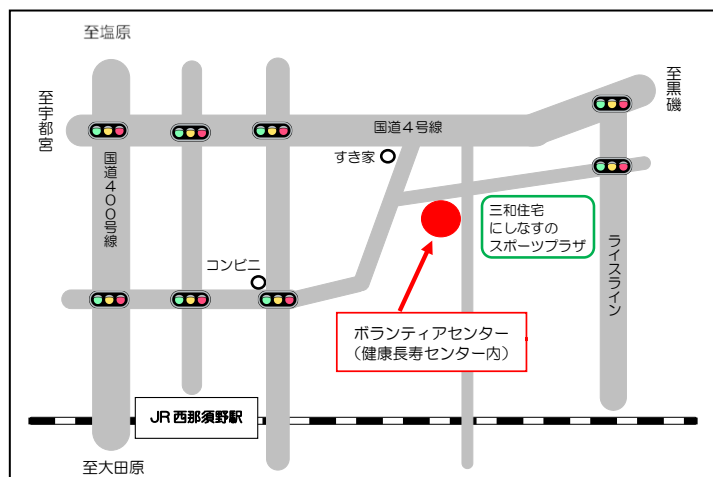 至塩原
至宇都宮
至黒磯
国道４号線
すき家
国道４００号線
三和住宅
にしなすの
スポーツプラザ
コンビニ
ライスライン
ボランティアセンター
（健康長寿センター内）
JR 西那須野駅
至大田原